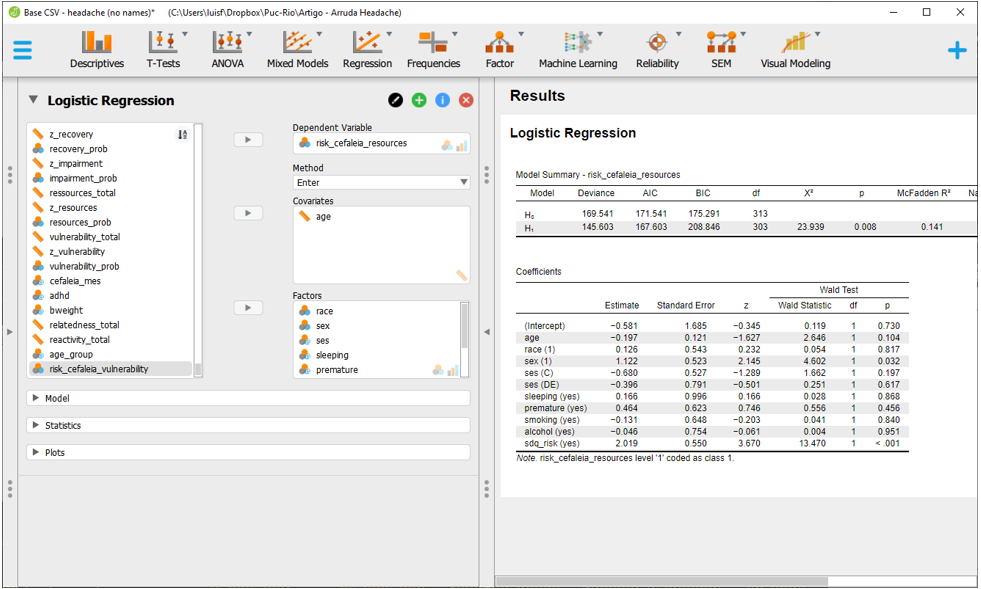 Base CSV - headache (no names)* (C:\Users\luisf\Dropbox\Puc-Rio\Artigo - Arruda Headache)
Descriptives T-Tests ANOVA Mixed Models Regression Frequencies Factor Machine Learning Reliability SEM Visual Modeling
Logistic Regression
z_recovery
recovery_prob
z_impairment
impairment_prob
ressources_total
z_resources
resources_prob
vulnerability_total
z_vulnerability
vulnerability_prob
cefaleia_mes
adhd
bweight
relatedness_total
reactivity_total
age_group
risk_cefaleia_vulnerability
Dependent Variable
risk_cefaleia_resources
Method
Enter
Covariates
age
Factors
race
sex
ses
sleeping
premature
Model
Statistics
Plots
Results
Logistic Regression
Model Summary - risk_cefaleia_resources
Model Deviance AIC BIC df X² p McFadden R² Na
H₀ 169.541 171.541 175.291 313
H₁ 145.603 167.603 208.846 303 23.939 0.008 0.141
Coefficients
Wald Test
Estimate Standard Error z Wald Statistic df p
(Intercept) −0.581 1.685 −0.345 0.119 1 0.730
age −0.197 0.121 −1.627 2.646 1 0.104
race (1) 0.126 0.543 0.232 0.054 1 0.817
sex (1) 1.122 0.523 2.145 4.602 1 0.032
ses (C) −0.680 0.527 −1.289 1.662 1 0.197
ses (DE) −0.396 0.791 −0.501 0.251 1 0.617
sleeping (yes) 0.166 0.996 0.166 0.028 1 0.868
premature (yes) 0.464 0.623 0.746 0.556 1 0.456
smoking (yes) −0.131 0.648 −0.203 0.041 1 0.840
alcohol (yes) −0.046 0.754 −0.061 0.004 1 0.951
sdq_risk (yes) 2.019 0.550 3.670 13.470 1 < .001
Note. risk_cefaleia_resources level '1' coded as class 1.